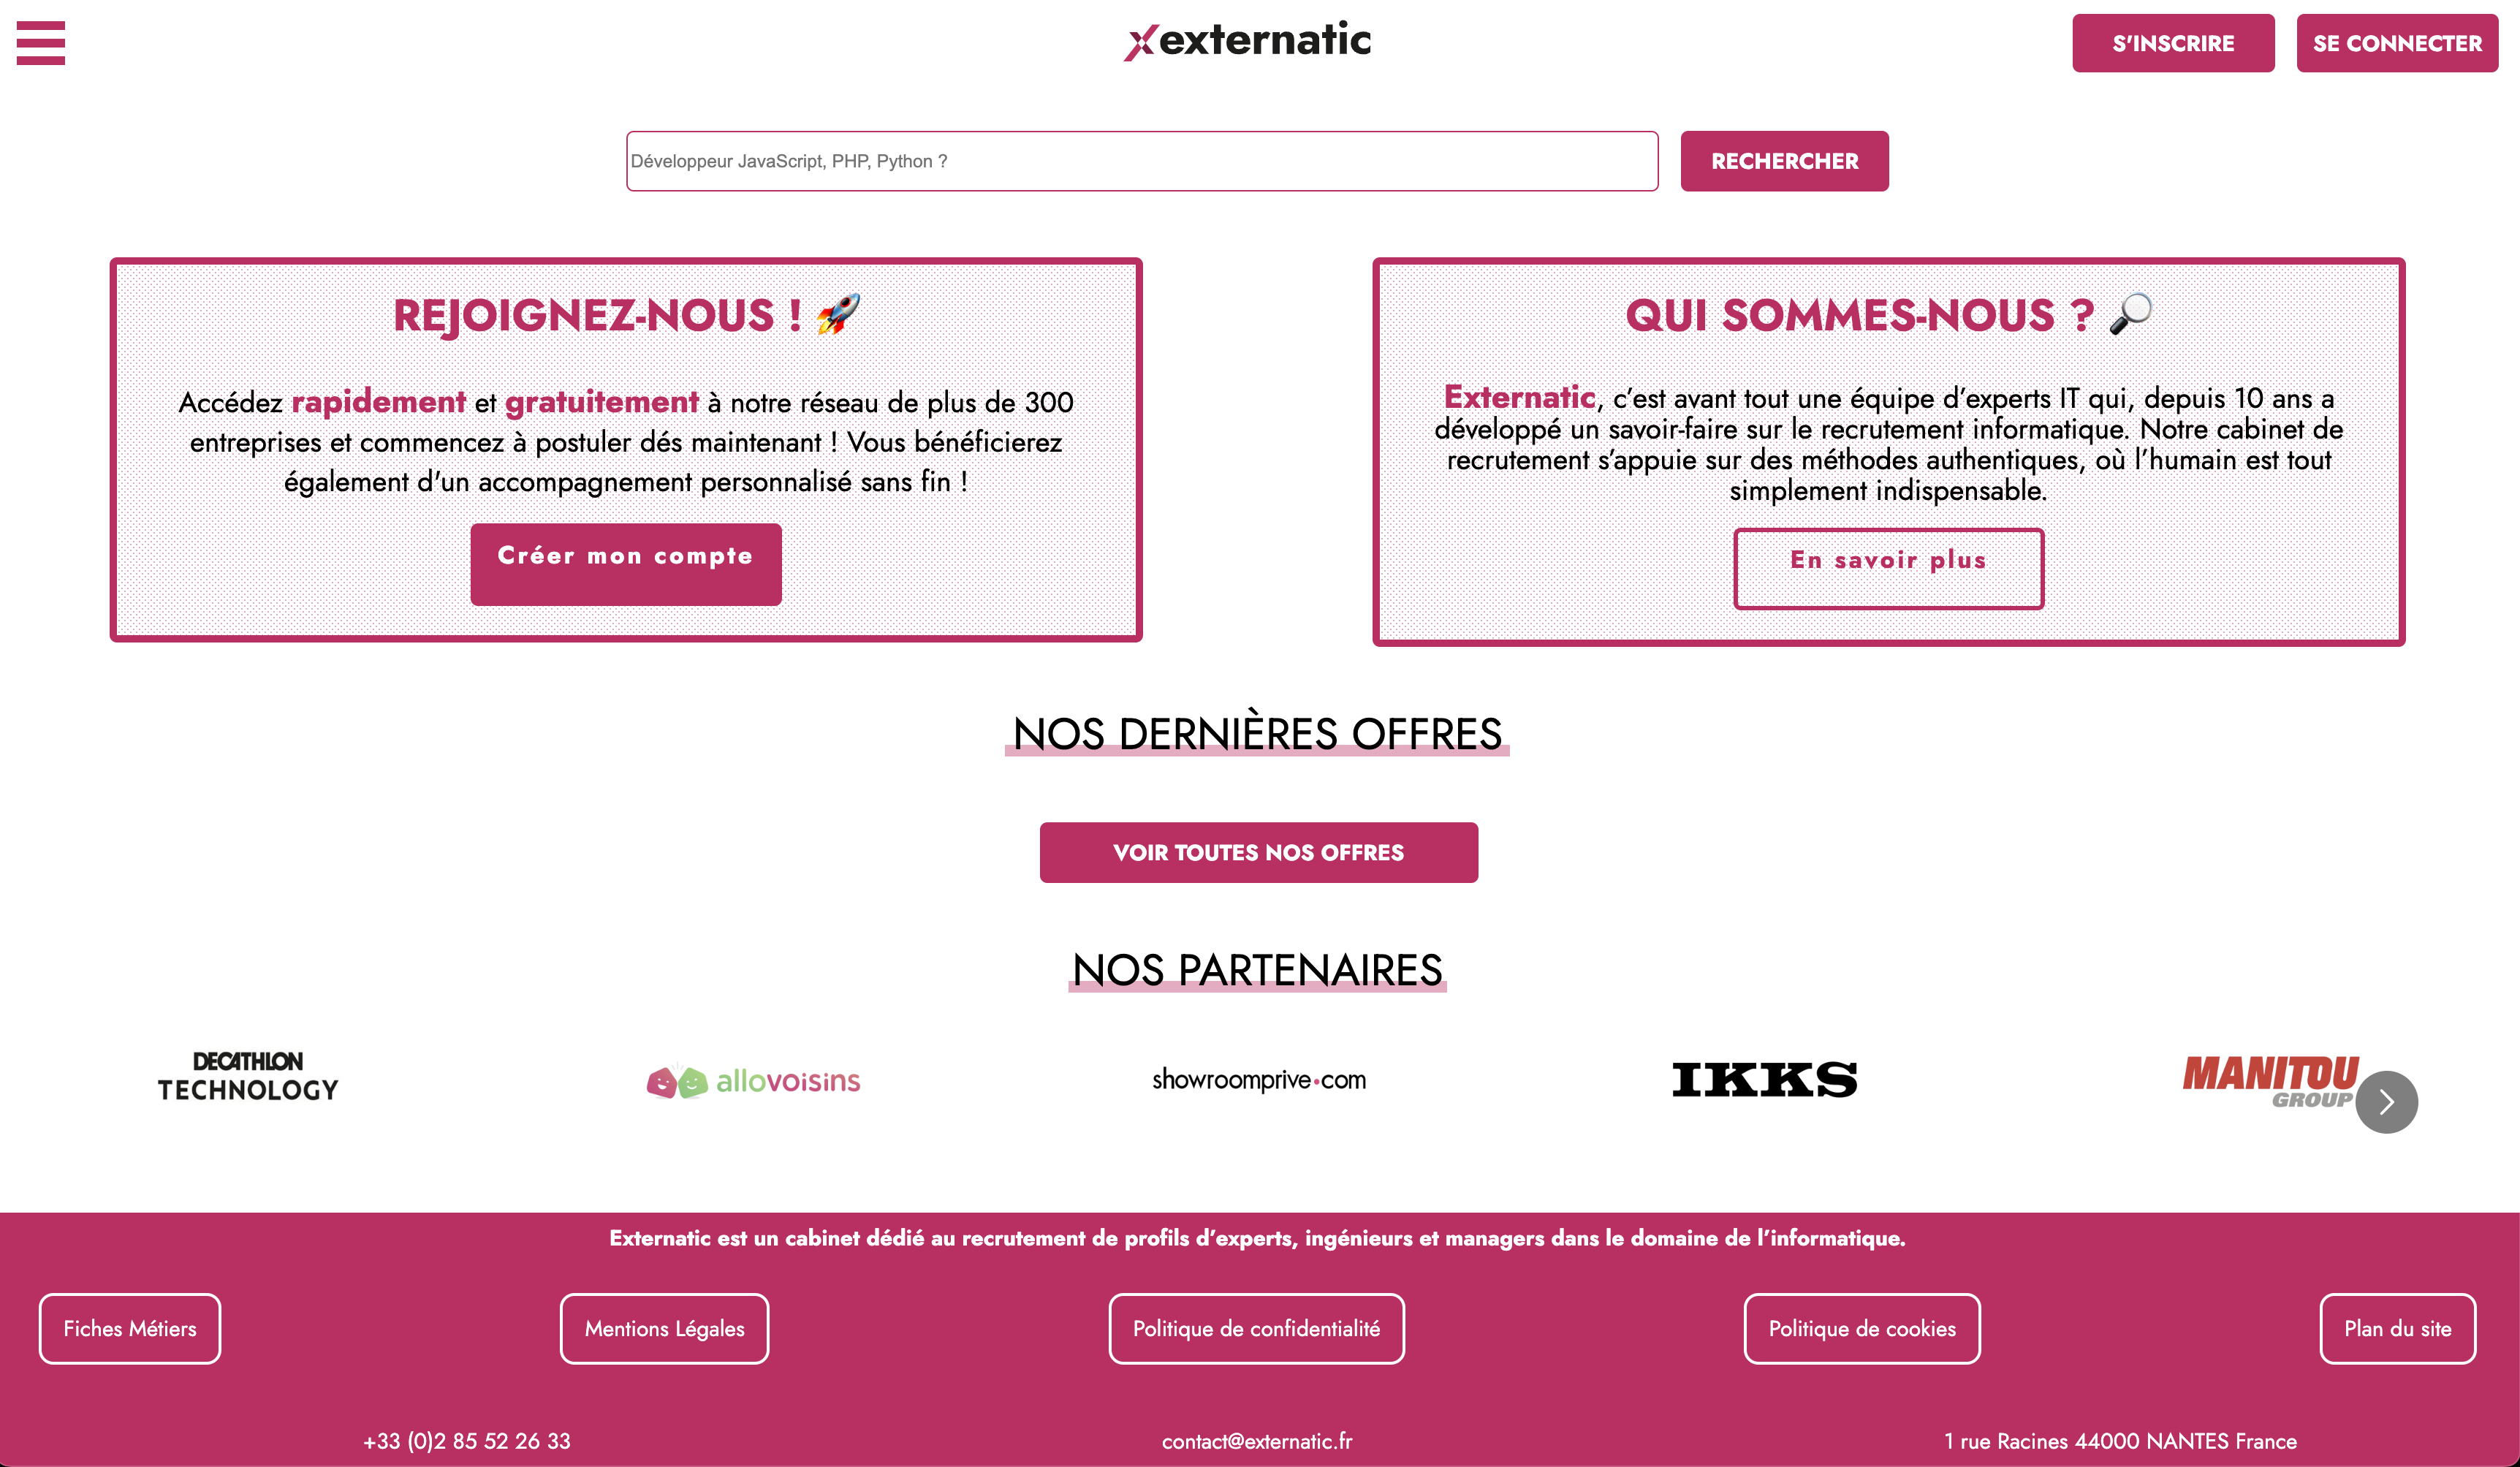 externatic
S'INSCRIRE
SE CONNECTER
Développeur JavaScript, PHP, Python ?
RECHERCHER
REJOIGNEZ-NOUS ! 🚀
Accédez rapidement et gratuitement à notre réseau de plus de 300
entreprises et commencez à postuler dés maintenant ! Vous bénéficierez
également d'un accompagnement personnalisé sans fin !
Créer mon compte
QUI SOMMES-NOUS ? 🔎
Externatic, c’est avant tout une équipe d’experts IT qui, depuis 10 ans a
développé un savoir-faire sur le recrutement informatique. Notre cabinet de
recrutement s’appuie sur des méthodes authentiques, où l’humain est tout
simplement indispensable.
En savoir plus
NOS DERNIÈRES OFFRES
VOIR TOUTES NOS OFFRES
NOS PARTENAIRES
DECATHLON
TECHNOLOGY
allovoisins
showroomprive.com
IKKS
MANITOU
GROUP
Externatic est un cabinet dédié au recrutement de profils d’experts, ingénieurs et managers dans le domaine de l’informatique.
Fiches Métiers
Mentions Légales
Politique de confidentialité
Politique de cookies
Plan du site
+33 (0)2 85 52 26 33
contact@externatic.fr
1 rue Racines 44000 NANTES France